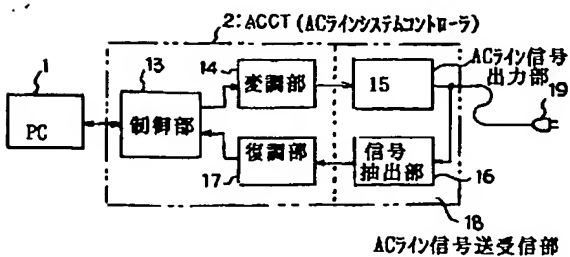 2:ACCT(ACラインシステムコントローラ)
1
13
14
ACライン信号
出力部
19
PC
制御部
変調部
15
復調部
信号
抽出部
17
16
18
ACライン信号送受信部